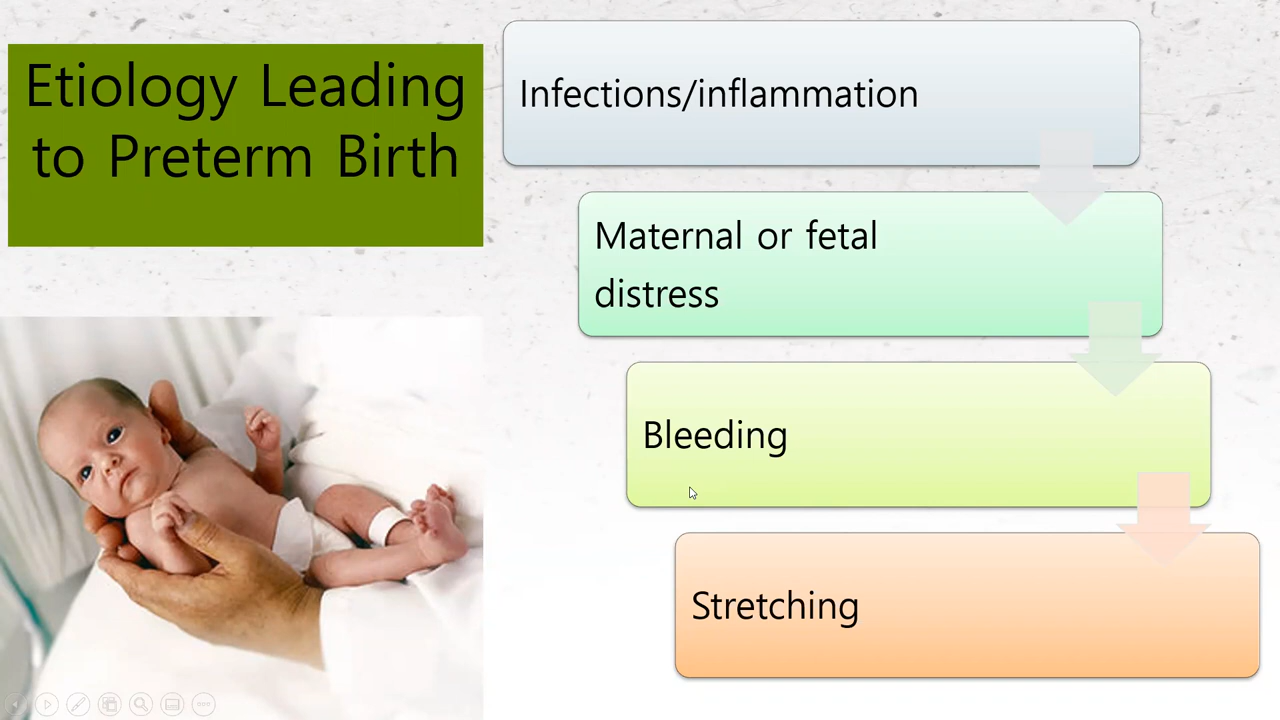 Etiology Leading
to Preterm Birth
Infections/inflammation
Maternal or fetal
distress
Bleeding
Stretching